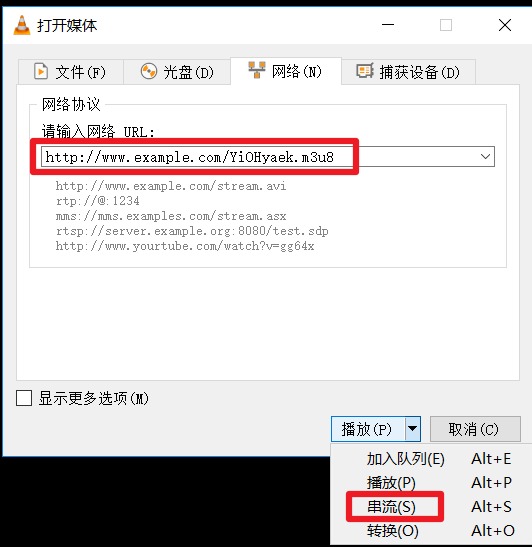 打开媒体
文件(F) 光盘(D) 网络(N) 捕获设备(D)
网络协议
请输入网络 URL:
http://www.example.com/YiOHyaek.m3u8
http://www.example.com/stream.avi
rtp://@:1234
mms://mms.examples.com/stream.asx
rtsp://server.example.org:8080/test.sdp
http://www.yourtube.com/watch?v=gg64x
显示更多选项(M)
播放(P) 取消(C)
加入队列(E) Alt+E
播放(P) Alt+P
串流(S) Alt+S
转换(O) Alt+O